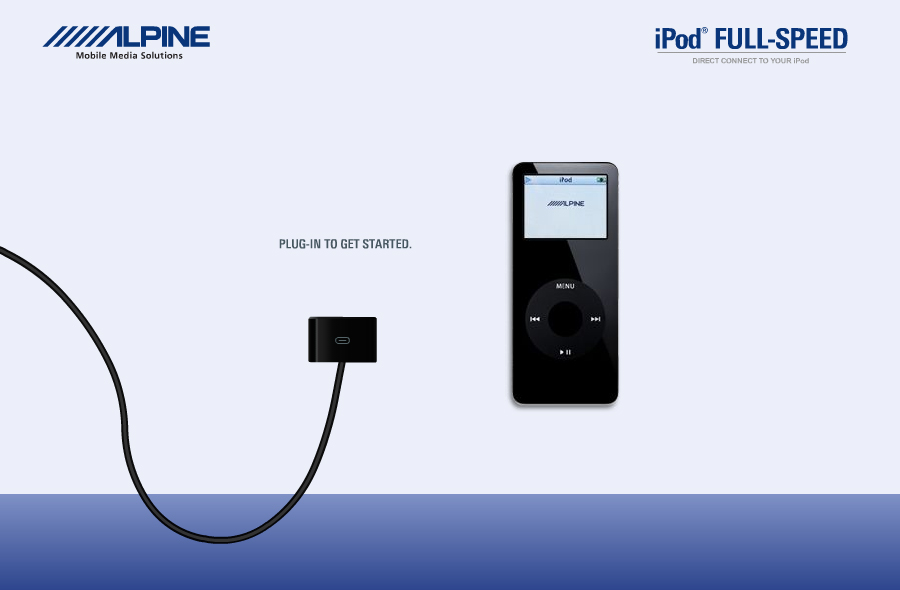 ALPINE
Mobile Media Solutions
iPod® FULL-SPEED
DIRECT CONNECT TO YOUR iPod
iPod
ALPINE
PLUG-IN TO GET STARTED.
MENU